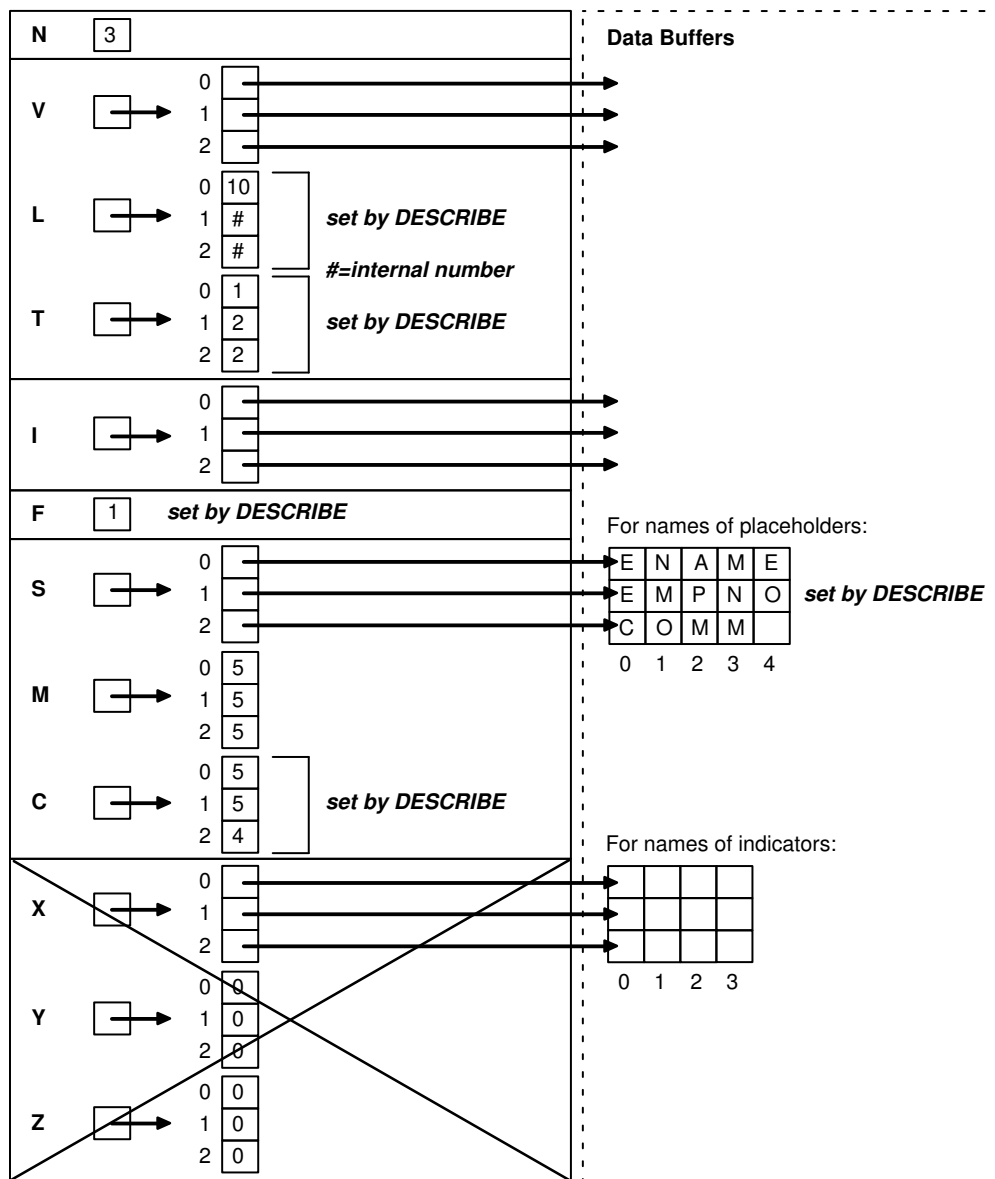 N 3
Data Buffers
0
V 1
2
0 10
L 1 # set by DESCRIBE
2 #
#=internal number
0 1
T 1 2 set by DESCRIBE
2 2
0
I 1
2
F 1 set by DESCRIBE
For names of placeholders:
0 E N A M E
S 1 E M P N O set by DESCRIBE
2 C O M M
0 1 2 3 4
0 5
M 1 5
2 5
0 5
C 1 5 set by DESCRIBE
2 4
For names of indicators:
0
X 1
2
0 1 2 3
0 0
Y 1 0
2 0
0 0
Z 1 0
2 0